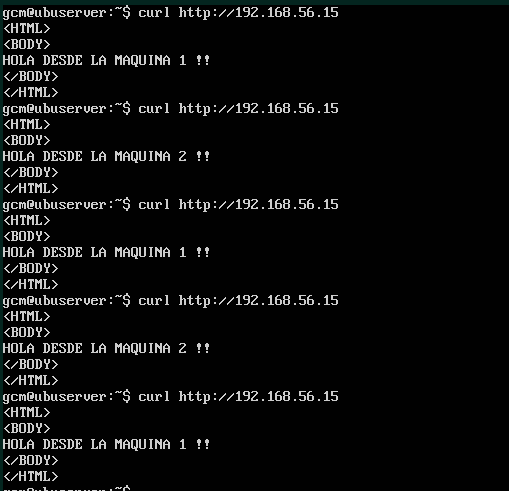 gcm@ubuserver:~$ curl http://192.168.56.15
<HTML>
<BODY>
HOLA DESDE LA MAQUINA 1 !!
</BODY>
</HTML>
gcm@ubuserver:~$ curl http://192.168.56.15
<HTML>
<BODY>
HOLA DESDE LA MAQUINA 2 !!
</BODY>
</HTML>
gcm@ubuserver:~$ curl http://192.168.56.15
<HTML>
<BODY>
HOLA DESDE LA MAQUINA 1 !!
</BODY>
</HTML>
gcm@ubuserver:~$ curl http://192.168.56.15
<HTML>
<BODY>
HOLA DESDE LA MAQUINA 2 !!
</BODY>
</HTML>
gcm@ubuserver:~$ curl http://192.168.56.15
<HTML>
<BODY>
HOLA DESDE LA MAQUINA 1 !!
</BODY>
</HTML>
gcm@ubuserver:~$